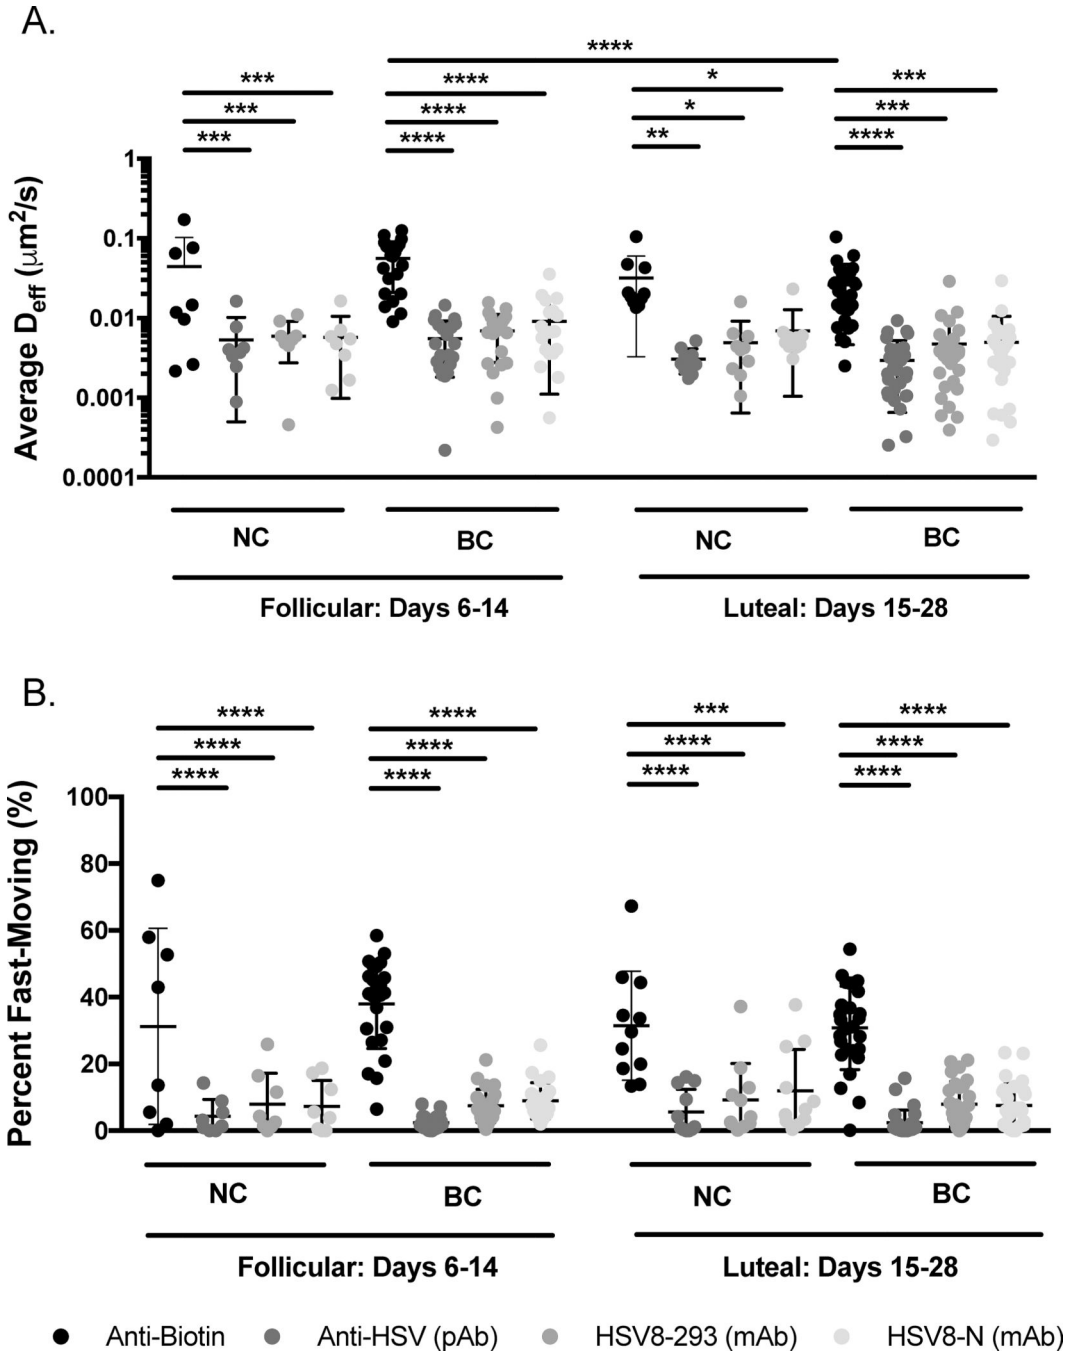 A.
****
*** **** * ***
*** **** * ***
*** **** ** ****
1
0.1
0.01
0.001
0.0001
Average Deff (μm²/s)
NC BC NC BC
Follicular: Days 6-14 Luteal: Days 15-28
B.
**** **** *** ****
**** **** **** ****
**** **** **** ****
100
80
60
40
20
0
Percent Fast-Moving (%)
NC BC NC BC
Follicular: Days 6-14 Luteal: Days 15-28
Anti-Biotin Anti-HSV (pAb) HSV8-293 (mAb) HSV8-N (mAb)